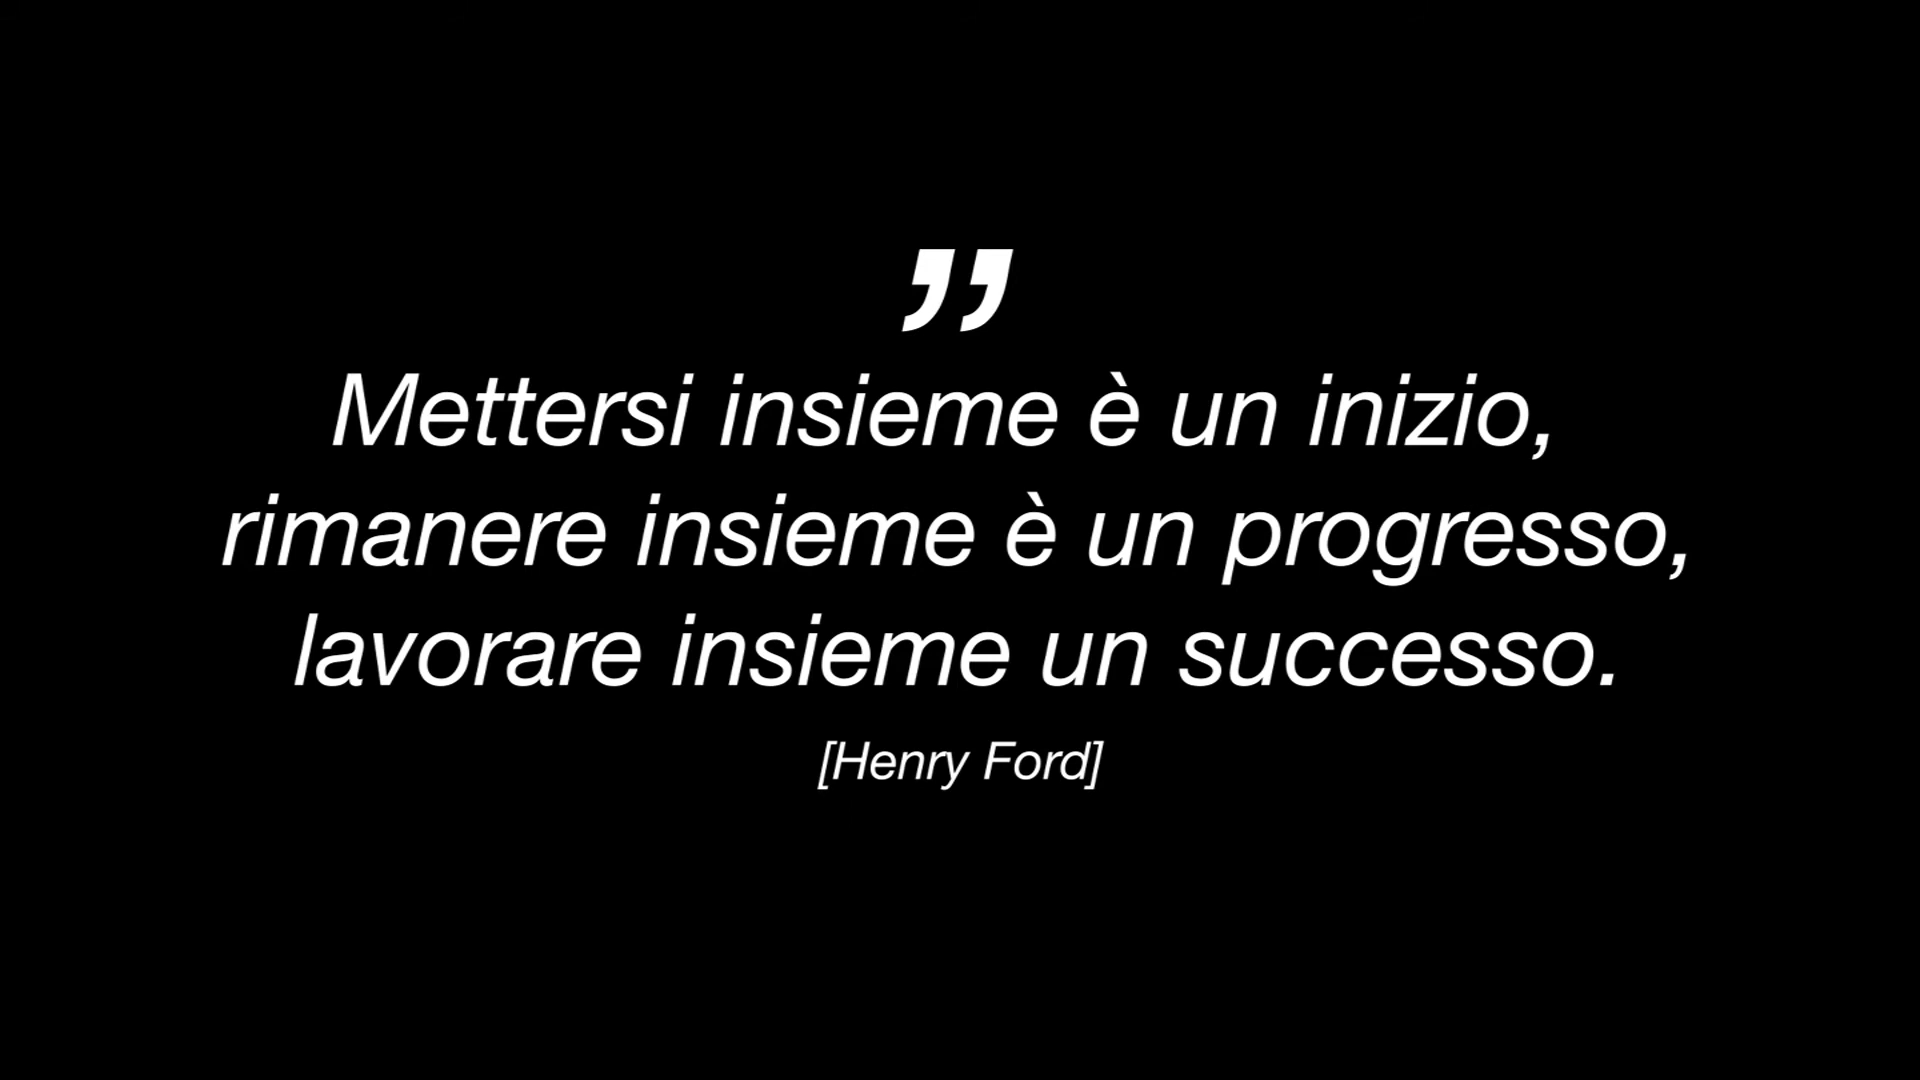 ”
Mettersi insieme è un inizio,
rimanere insieme è un progresso,
lavorare insieme un successo.
[Henry Ford]